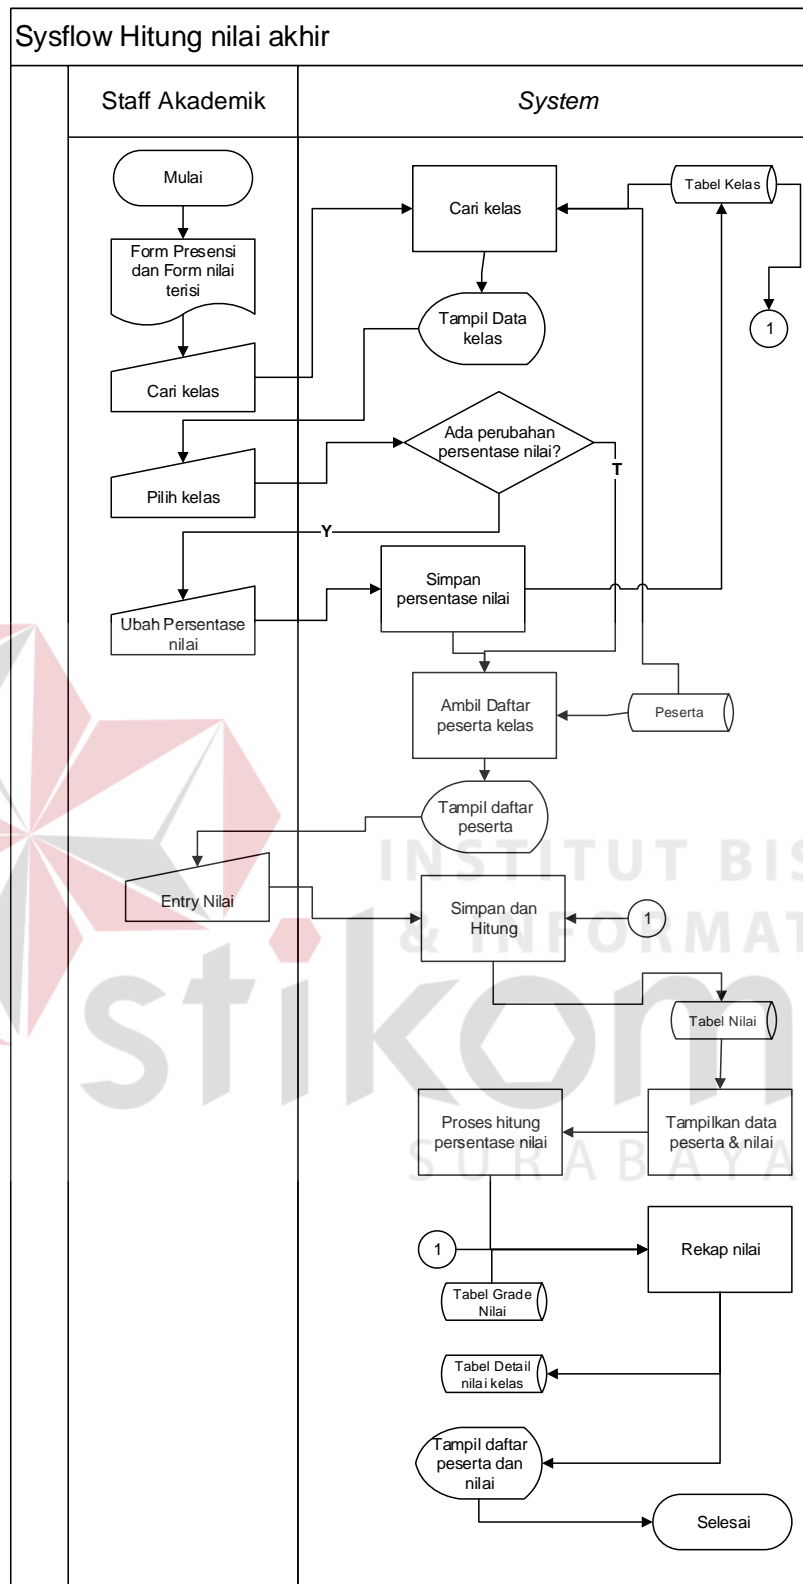 Sysflow Hitung nilai akhir
Staff Akademik
System
Mulai
Cari kelas
Tabel Kelas
Form Presensi
dan Form nilai
terisi
Tampil Data
kelas
1
Cari kelas
Ada perubahan
persentase nilai?
T
Pilih kelas
Y
Simpan
persentase nilai
Ubah Persentase
nilai
Ambil Daftar
peserta kelas
Peserta
Tampil daftar
peserta
INSTITUT BIS
Entry Nilai
Simpan dan
Hitung
1
& INFORMAT
stikom
Tabel Nilai
Proses hitung
persentase nilai
Tampilkan data
peserta & nilai
SURABAYA
1
Rekap nilai
Tabel Grade
Nilai
Tabel Detail
nilai kelas
Tampil daftar
peserta dan
nilai
Selesai